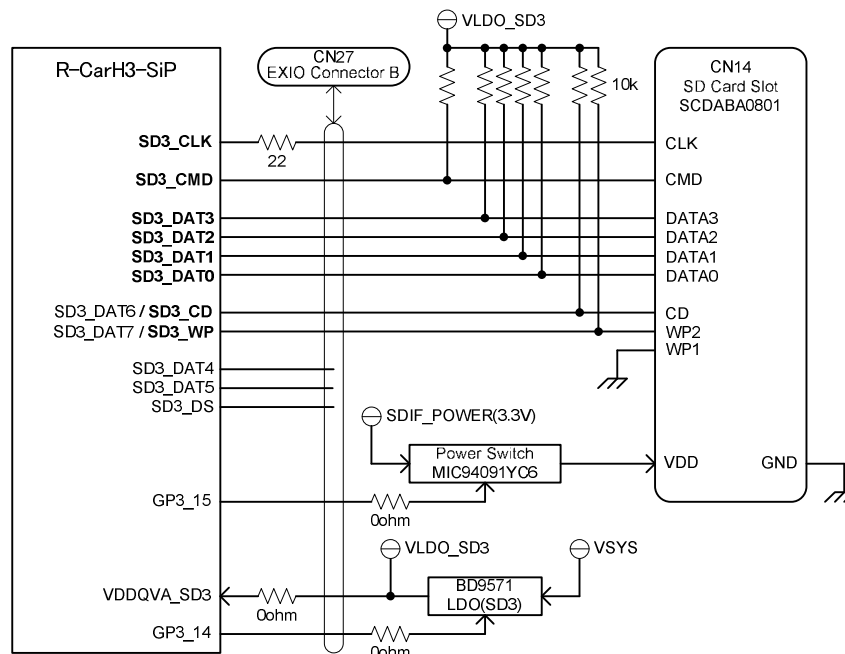 VLDO_SD3
R-CarH3-SiP
CN27
EXIO Connector B
CN14
SD Card Slot
SCDABA0801
10k
SD3_CLK
22
CLK
SD3_CMD
CMD
SD3_DAT3
DATA3
SD3_DAT2
DATA2
SD3_DAT1
DATA1
SD3_DAT0
DATA0
SD3_DAT6 / SD3_CD
CD
SD3_DAT7 / SD3_WP
WP2
WP1
SD3_DAT4
SD3_DAT5
SD3_DS
SDIF_POWER(3.3V)
Power Switch
MIC94091YC6
VDD
GND
GP3_15
0ohm
VLDO_SD3
VSYS
VDDQVA_SD3
0ohm
BD9571
LDO(SD3)
GP3_14
0ohm